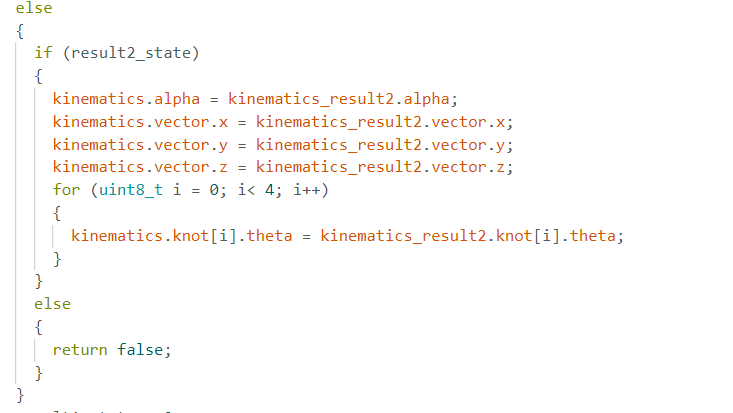 else
{
if (result2_state)
{
kinematics.alpha = kinematics_result2.alpha;
kinematics.vector.x = kinematics_result2.vector.x;
kinematics.vector.y = kinematics_result2.vector.y;
kinematics.vector.z = kinematics_result2.vector.z;
for (uint8_t i = 0; i< 4; i++)
{
kinematics.knot[i].theta = kinematics_result2.knot[i].theta;
}
}
else
{
return false;
}
}